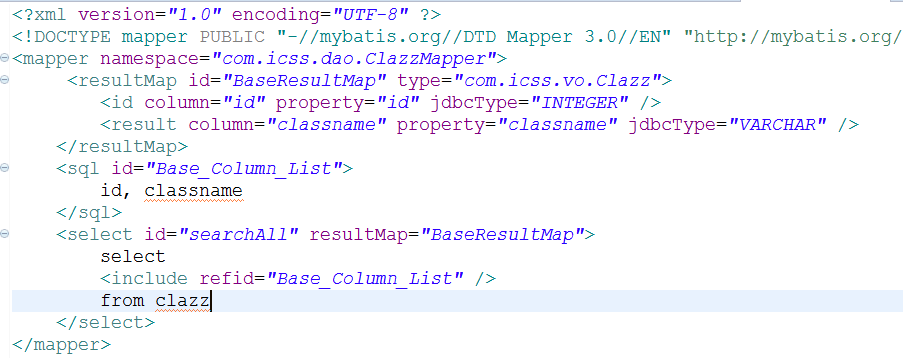 <?xml version="1.0" encoding="UTF-8" ?>
<!DOCTYPE mapper PUBLIC "-//mybatis.org//DTD Mapper 3.0//EN" "http://mybatis.org/
<mapper namespace="com.icss.dao.ClazzMapper">
<resultMap id="BaseResultMap" type="com.icss.vo.Clazz">
<id column="id" property="id" jdbcType="INTEGER" />
<result column="classname" property="classname" jdbcType="VARCHAR" />
</resultMap>
<sql id="Base_Column_List">
id, classname
</sql>
<select id="searchAll" resultMap="BaseResultMap">
select
<include refid="Base_Column_List" />
from clazz
</select>
</mapper>